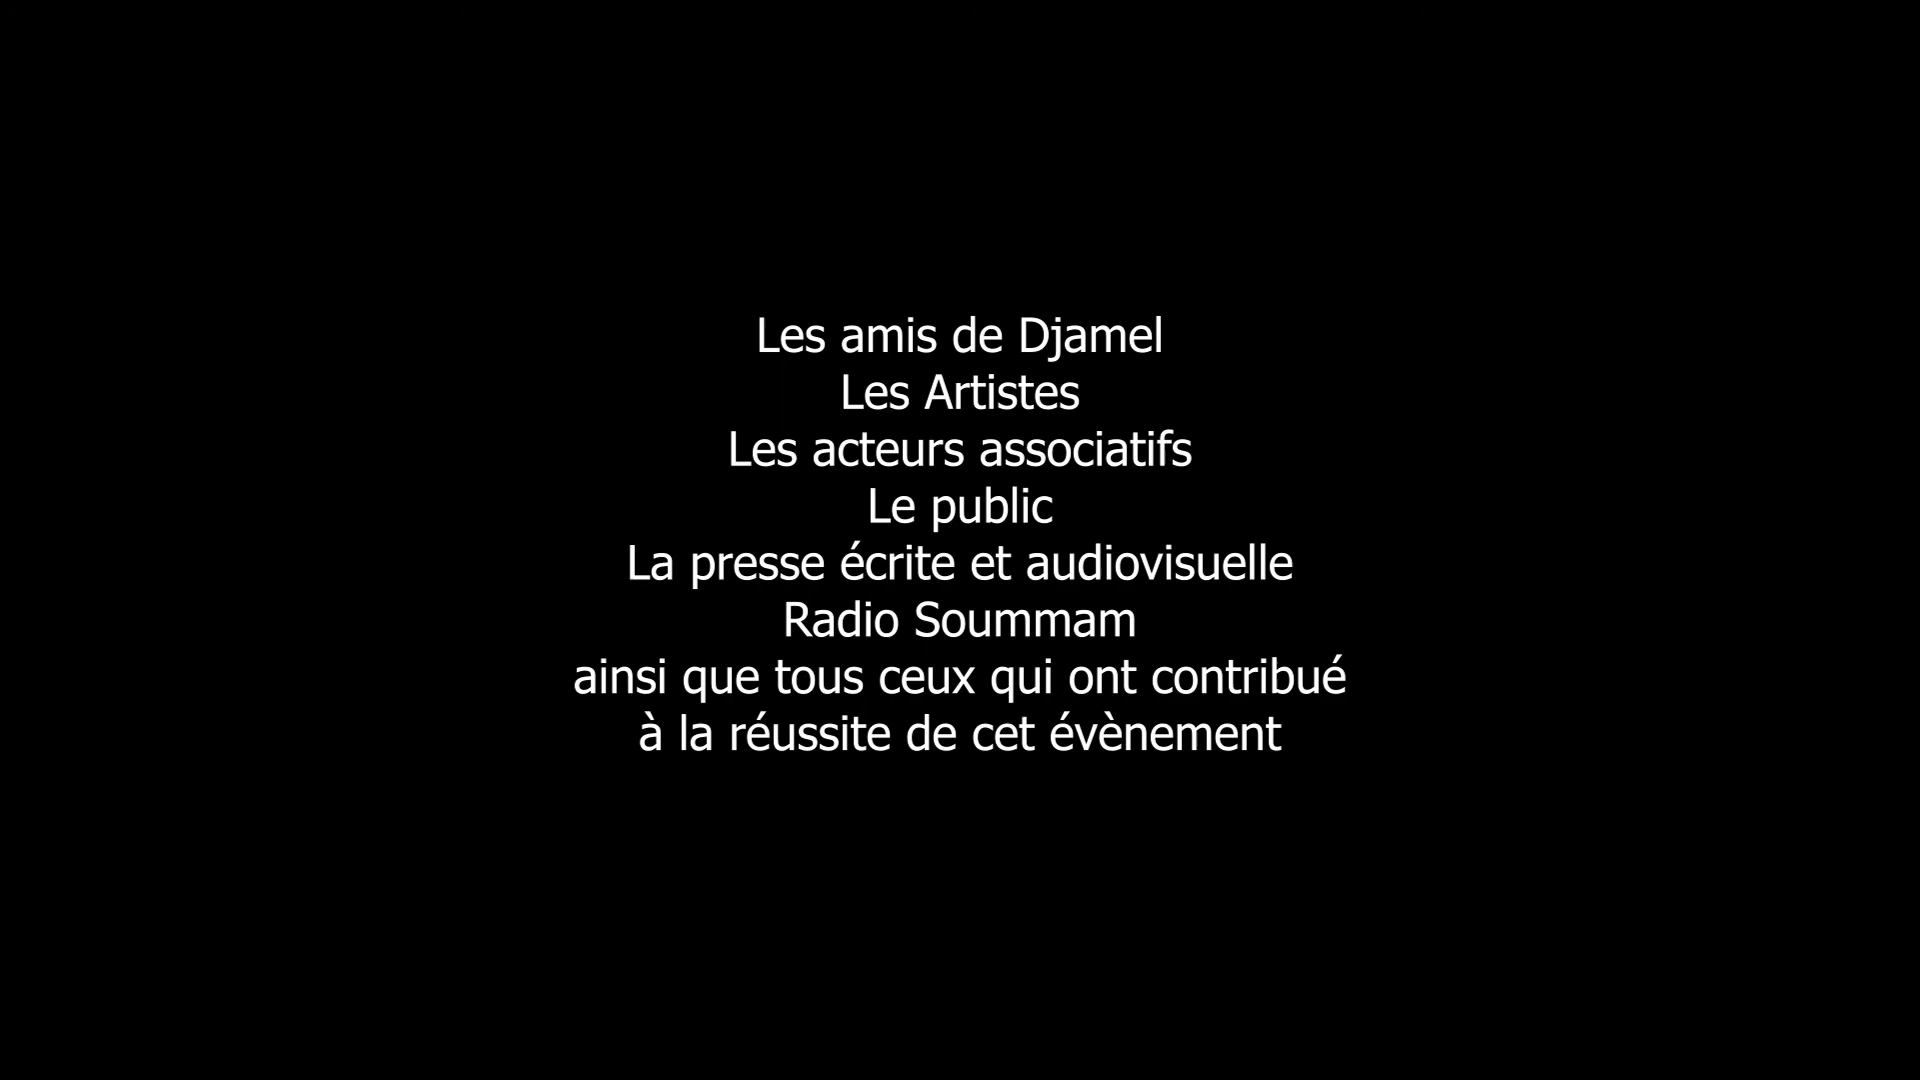 Les amis de Djamel
Les Artistes
Les acteurs associatifs
Le public
La presse écrite et audiovisuelle
Radio Soummam
ainsi que tous ceux qui ont contribué
à la réussite de cet évènement